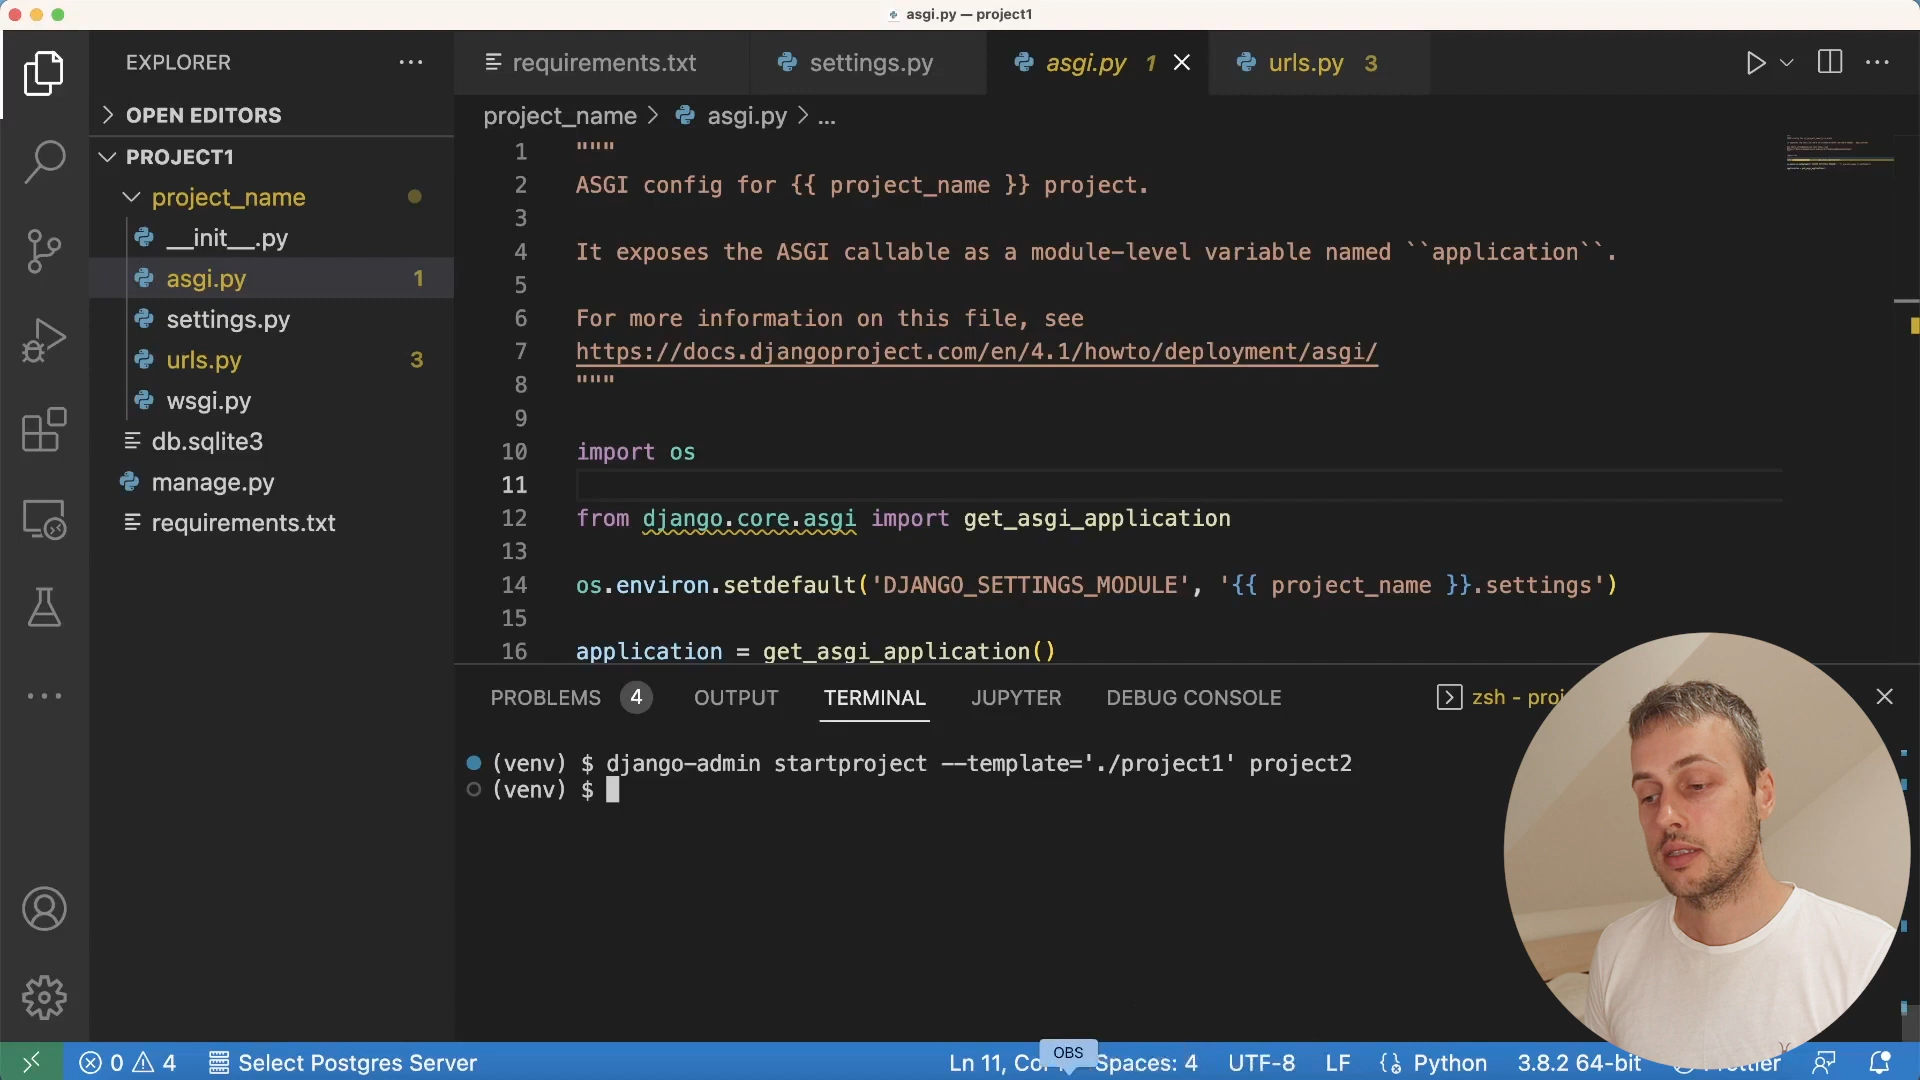 asgi.py — project1
EXPLORER
OPEN EDITORS
PROJECT1
project_name
__init__.py
asgi.py 1
settings.py
urls.py 3
wsgi.py
db.sqlite3
manage.py
requirements.txt
requirements.txt settings.py asgi.py 1 urls.py 3
project_name > asgi.py > ...
1 """
2 ASGI config for {{ project_name }} project.
3
4 It exposes the ASGI callable as a module-level variable named ``application``.
5
6 For more information on this file, see
7 https://docs.djangoproject.com/en/4.1/howto/deployment/asgi/
8 """
9
10 import os
11
12 from django.core.asgi import get_asgi_application
13
14 os.environ.setdefault('DJANGO_SETTINGS_MODULE', '{{ project_name }}.settings')
15
16 application = get_asgi_application()
PROBLEMS 4 OUTPUT TERMINAL JUPYTER DEBUG CONSOLE zsh - proj
(venv) $ django-admin startproject --template='./project1' project2
(venv) $
0 4 Select Postgres Server Ln 11, Co OBS Spaces: 4 UTF-8 LF Python 3.8.2 64-bit